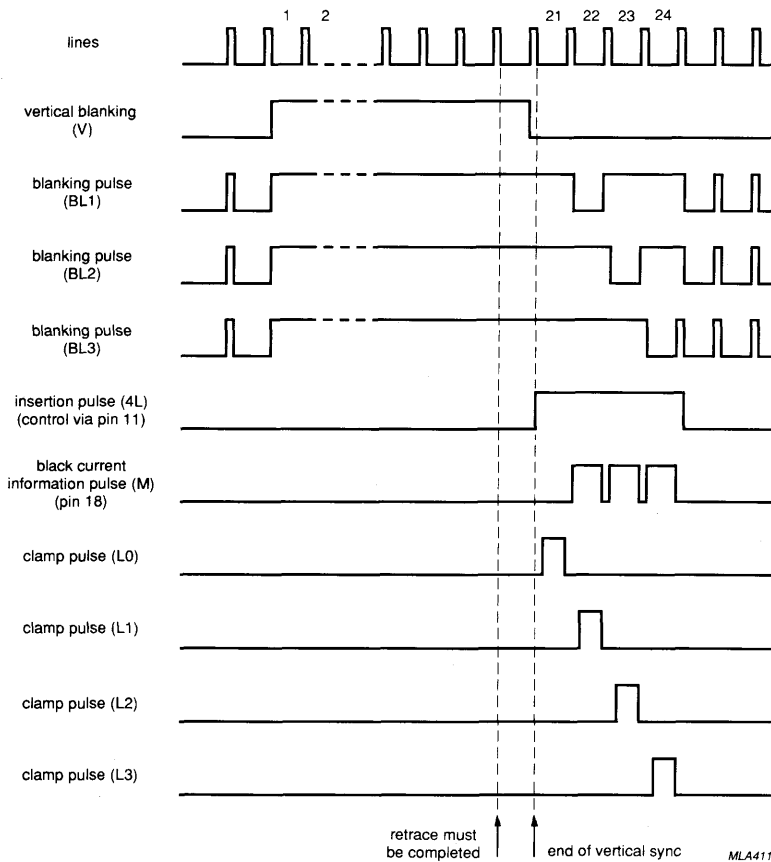 1 2 21 22 23 24
lines
vertical blanking
(V)
blanking pulse
(BL1)
blanking pulse
(BL2)
blanking pulse
(BL3)
insertion pulse (4L)
(control via pin 11)
black current
information pulse (M)
(pin 18)
clamp pulse (L0)
clamp pulse (L1)
clamp pulse (L2)
clamp pulse (L3)
retrace must
be completed
end of vertical sync
MLA411